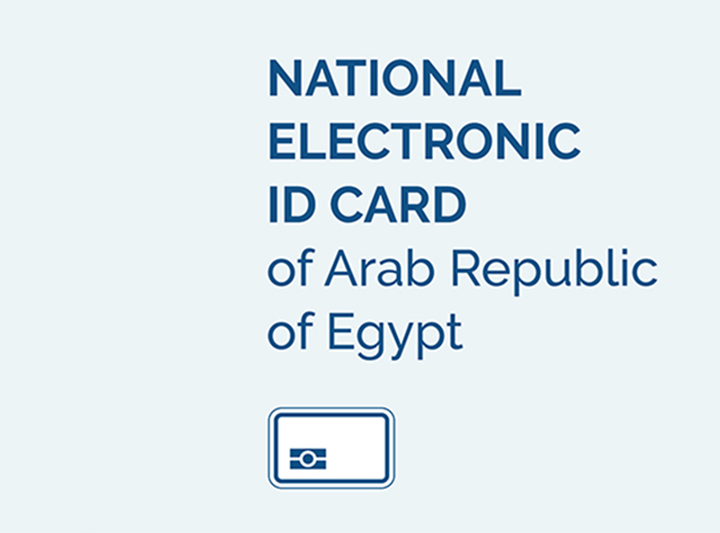 NATIONAL
ELECTRONIC
ID CARD
of Arab Republic
of Egypt